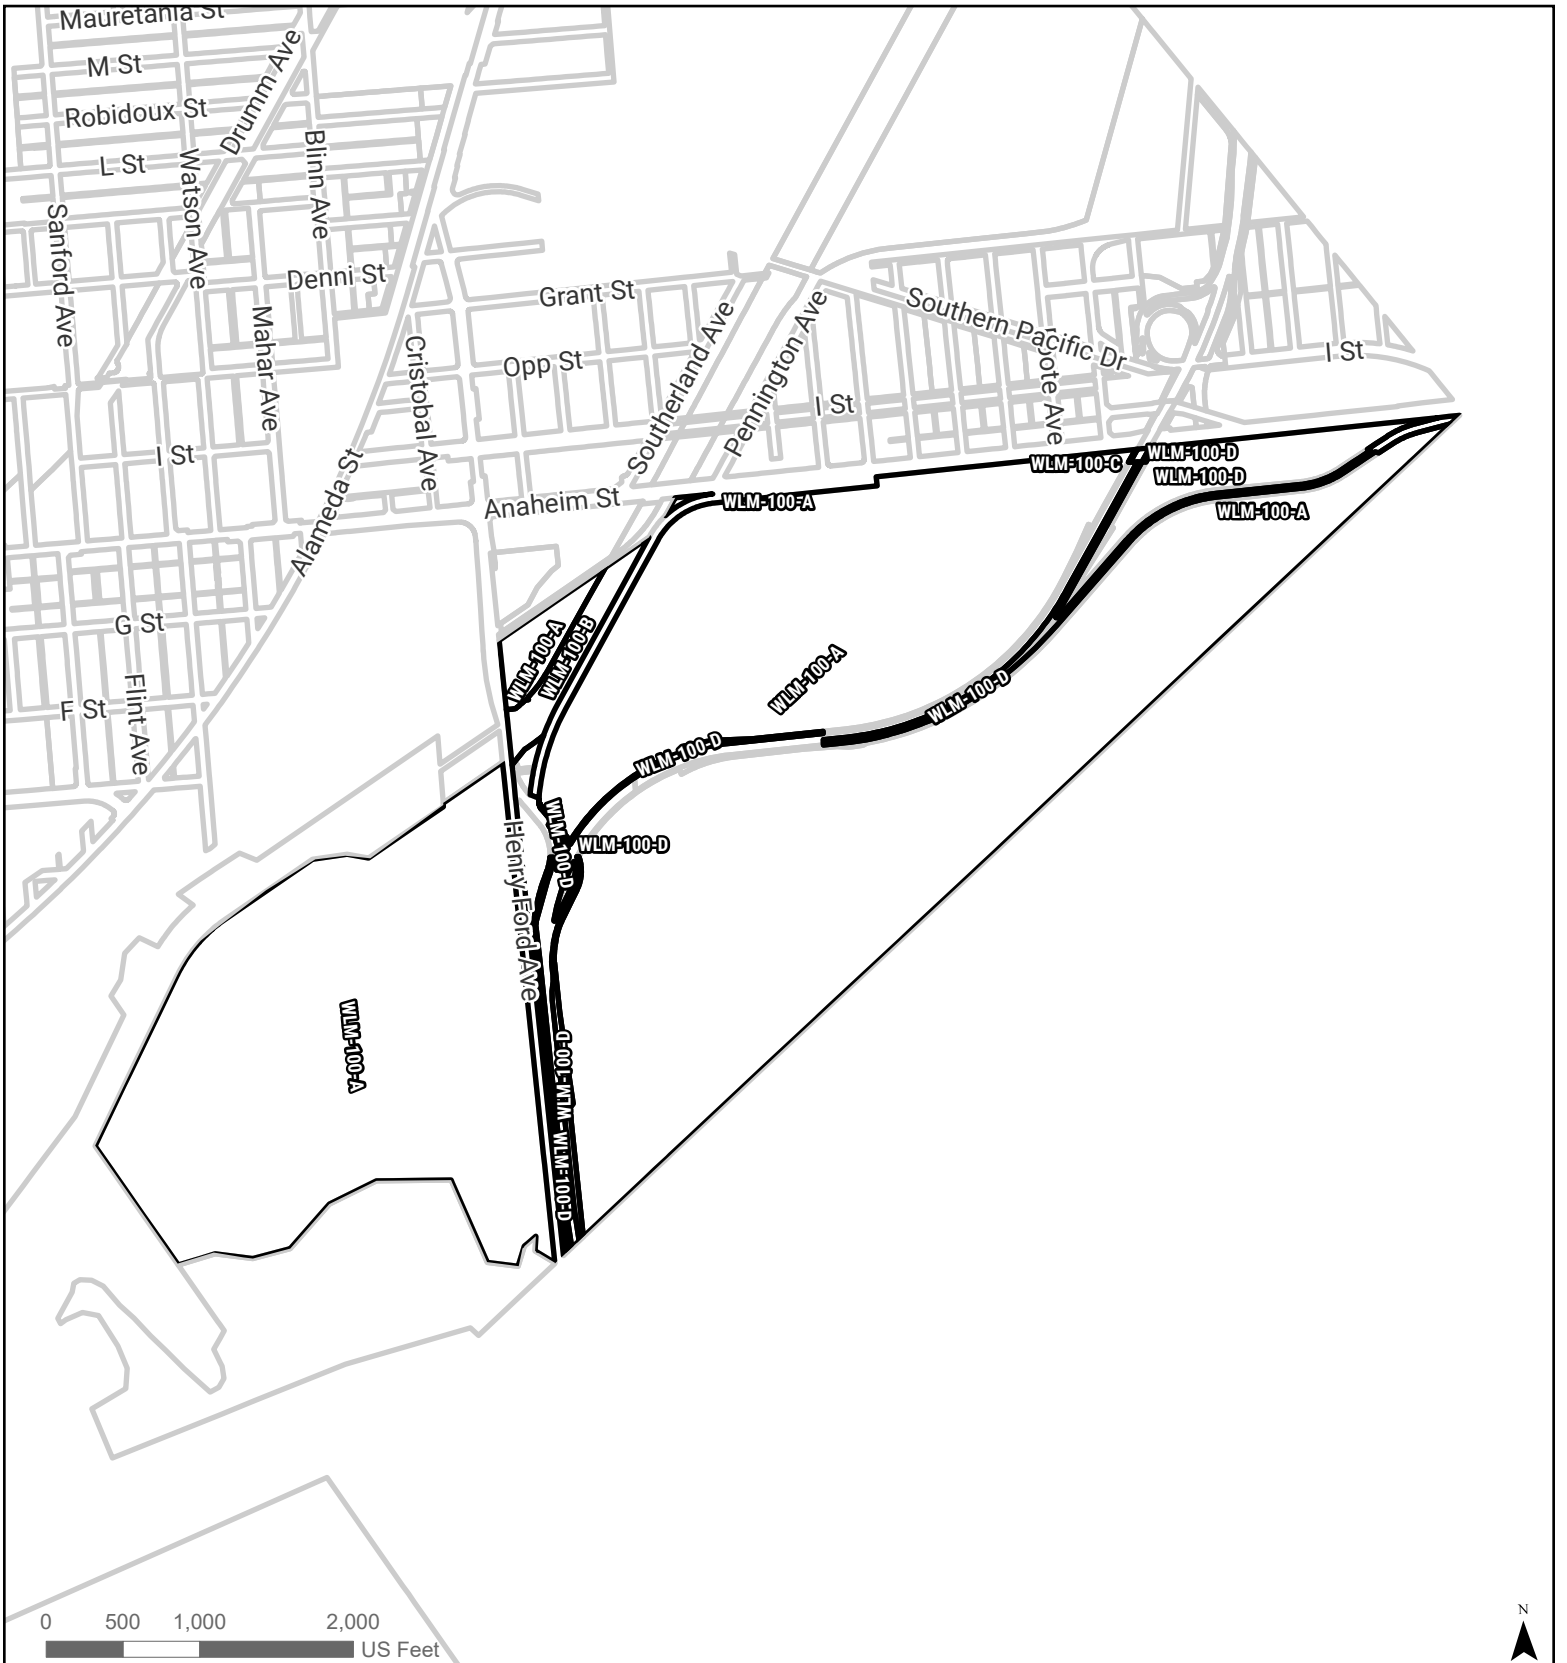 Mauretania St
M St
Robidoux St
L St
Drumm Ave
Watson Ave
Blinn Ave
Sanford Ave
Denni St
Mahar Ave
Grant St
Opp St
Cristobal Ave
Southerland Ave
Pennington Ave
Southern Pacific Dr
I St
I St
I St
Alameda St
Anaheim St
G St
F St
Flint Ave
Henry Ford Ave
WLM-100-C
WLM-100-D
WLM-100-D
WLM-100-A
WLM-100-A
WLM-100-A
WLM-100-B
WLM-100-A
WLM-100-D
WLM-100-D
WLM-100-D
WLM-100-D
WLM-100-A
WLM-100-D
WLM-100-D
0 500 1,000 2,000
US Feet
N